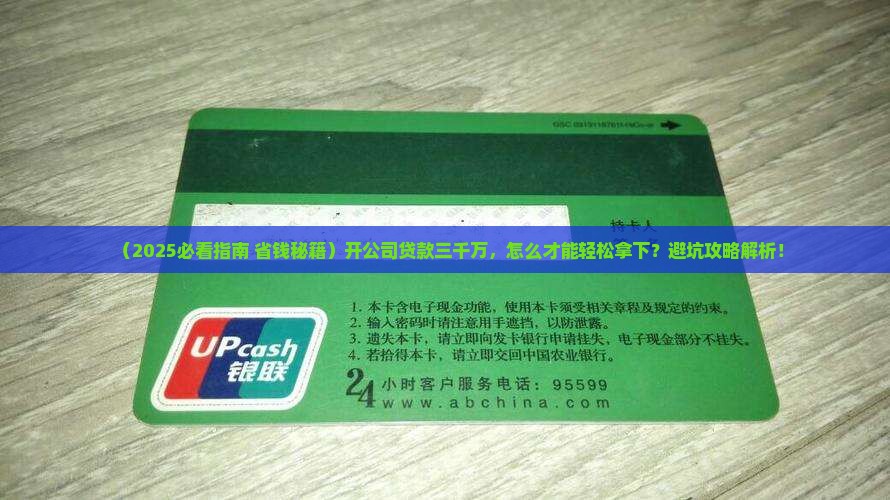 （2025必看指南 省钱秘籍）开公司贷款三千万，怎么才能轻松拿下？避坑攻略解析！
1. 本卡含电子现金功能，使用本卡须受相关章程及规定的约束。
2. 输入密码时请注意用手遮挡，以防泄露。
3. 遗失本卡，请立即向发卡银行申请挂失，电子现金部分不挂失。
4. 若拾得本卡，请立即交回中国农业银行。
UPcash
银联
24小时客户服务电话：95599
www.abchina.com